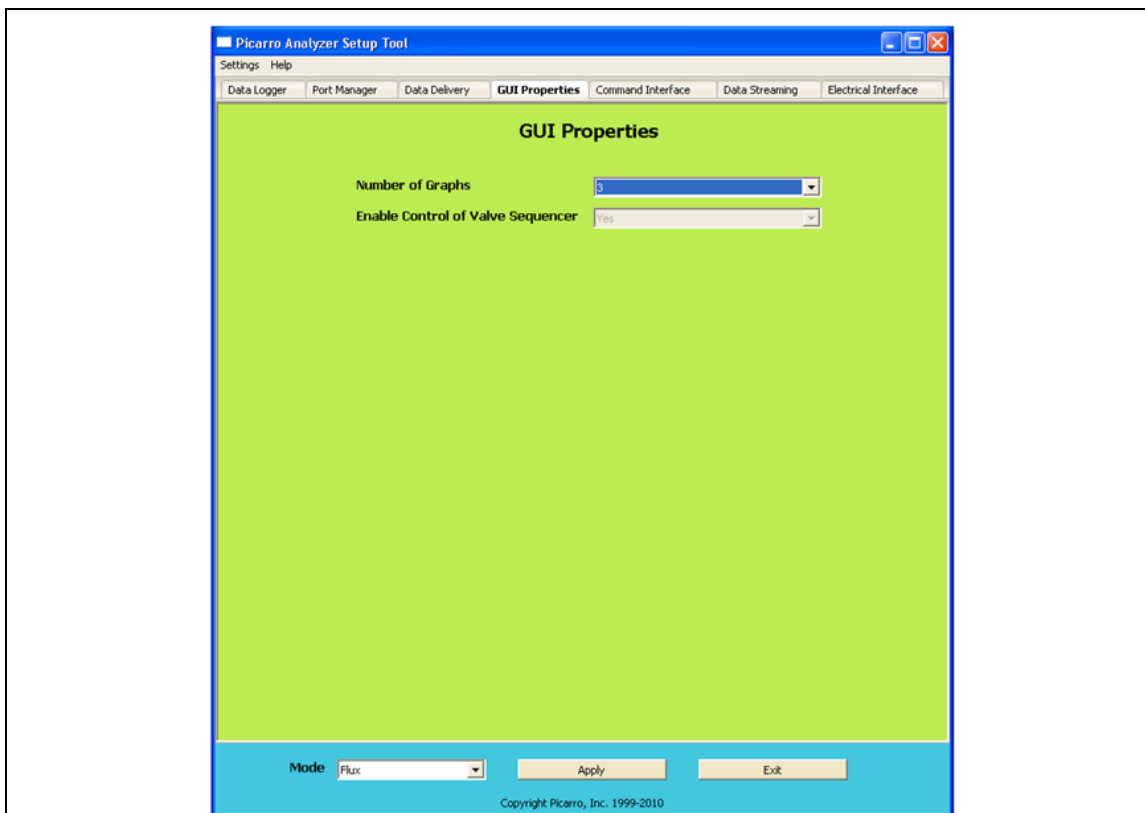 Picarro Analyzer Setup Tool
Settings Help
Data Logger Port Manager Data Delivery GUI Properties Command Interface Data Streaming Electrical Interface
GUI Properties
Number of Graphs 3
Enable Control of Valve Sequencer Yes
Mode Flux Apply Exit
Copyright Picarro, Inc. 1999-2010